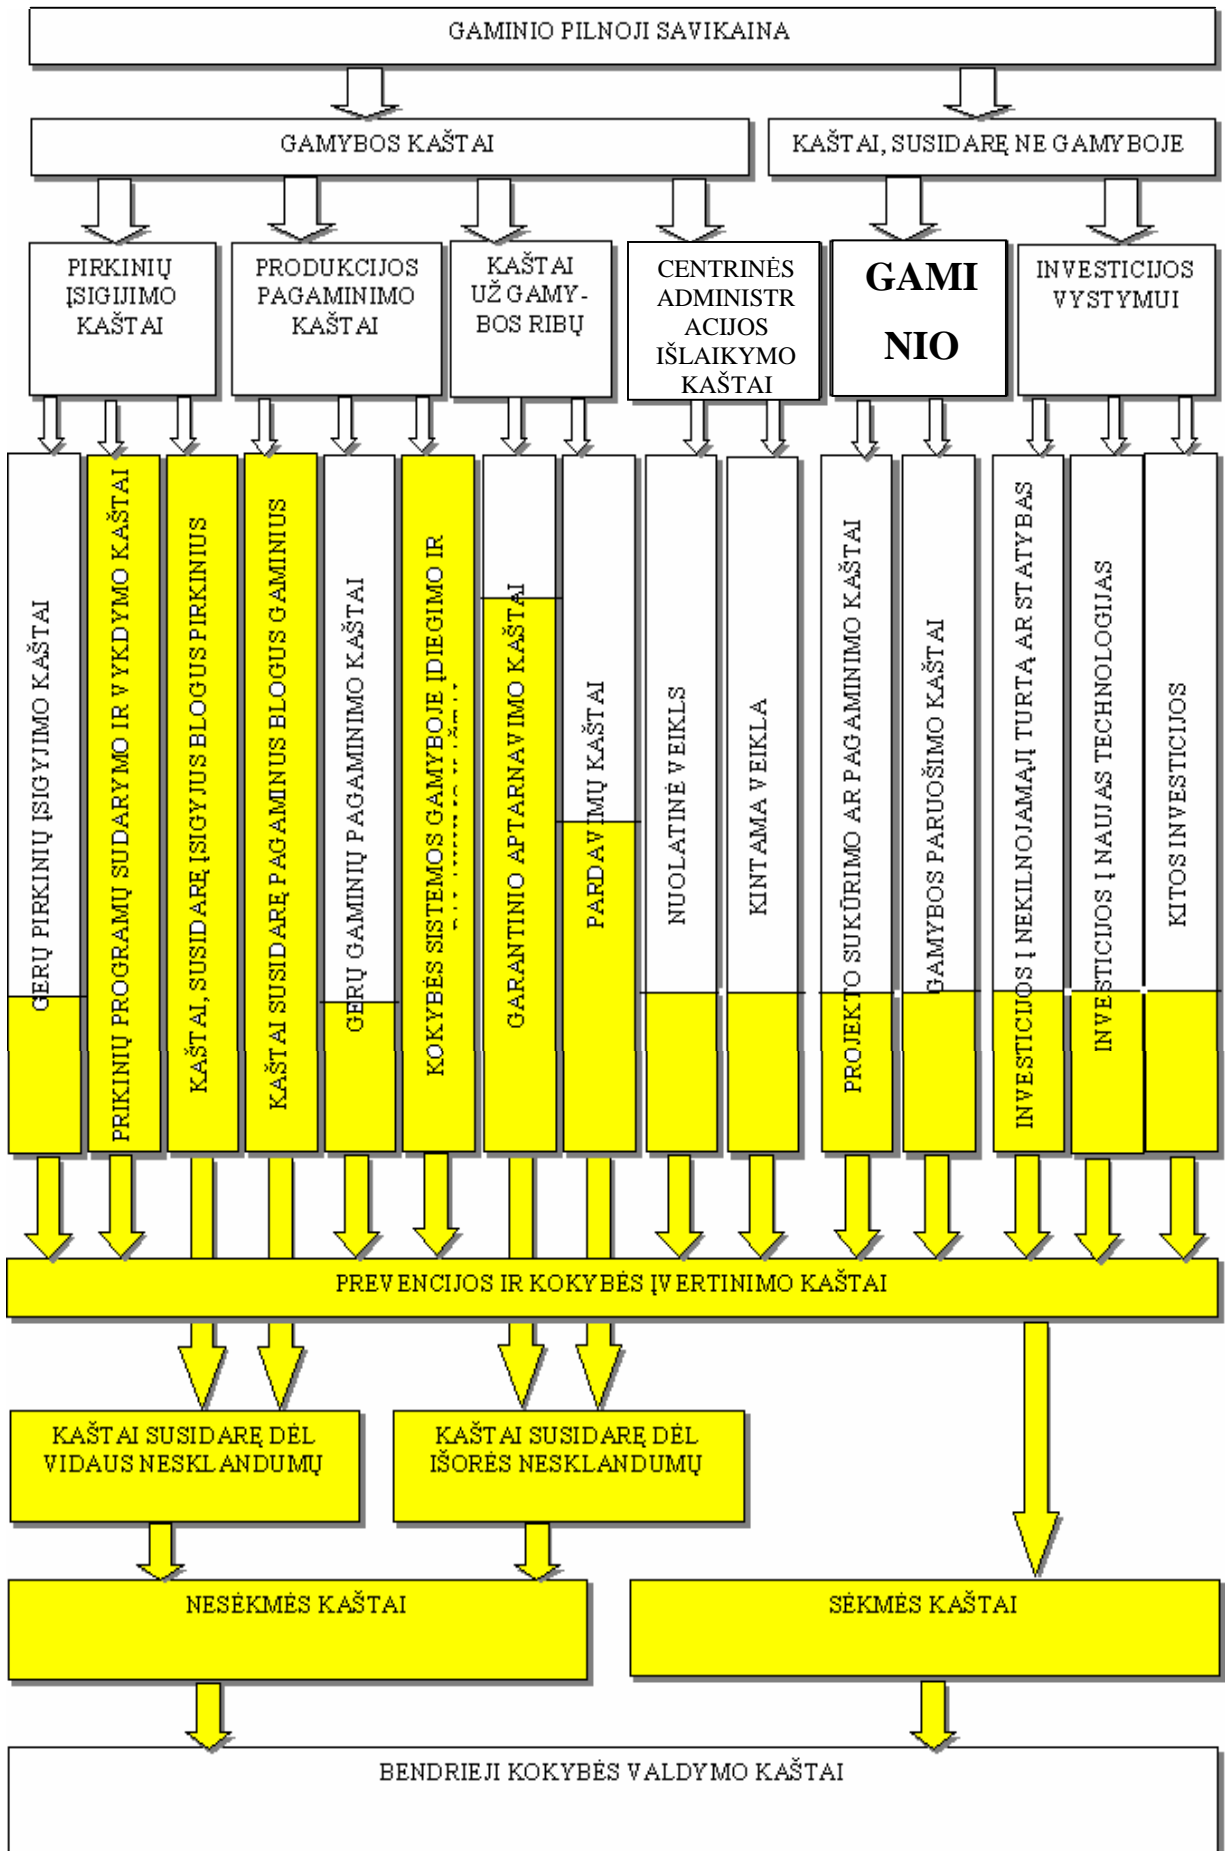 GAMINIO PILNOJI SAVIKAINA
GAMYBOS KAŠTAI
KAŠTAI, SUSIDARĘ NE GAMYBOJE
PIRKINIŲ
ĮSIGIJIMO
KAŠTAI
PRODUKCIJOS
PAGAMINIMO
KAŠTAI
KAŠTAI
UŽ GAMY-
BOS RIBŲ
CENTRINĖS
ADMINISTR
ACIJOS
IŠLAIKYMO
KAŠTAI
GAMI
NIO
INVESTICIJOS
VYSTYMUI
GERŲ PIRKINIŲ ĮSIGYJIMO KAŠTAI
PRIKINIŲ PROGRAMŲ SUDARYMO IR VYKDYMO KAŠTAI
KAŠTAI, SUSIDARĘ ĮSIGYJUS BLOGUS PIRKINIUS
KAŠTAI SUSIDARĘ PAGAMINUS BLOGUS GAMINIUS
GERŲ GAMINIŲ PAGAMINIMO KAŠTAI
KOKYBĖS SISTEMOS GAMYBOJE ĮDIEGIMO IR
GARANTINIO APTARNAVIMO KAŠTAI
PARDAVIMŲ KAŠTAI
NUOLATINĖ VEIKLS
KINTAMA VEIKLA
PROJEKTO SUKŪRIMO AR PAGAMINIMO KAŠTAI
GAMYBOS PARUOŠIMO KAŠTAI
INVESTICIJOS Į NEKILNOJAMĄJĮ TURTĄ AR STATYBAS
INVESTICIJOS Į NAUJAS TECHNOLOGIJAS
KITOS INVESTICIJOS
PREVENCIJOS IR KOKYBĖS ĮVERTINIMO KAŠTAI
KAŠTAI SUSIDARĘ DĖL
VIDAUS NESKLANDUMŲ
KAŠTAI SUSIDARĘ DĖL
IŠORĖS NESKLANDUMŲ
NESĖKMĖS KAŠTAI
SĖKMĖS KAŠTAI
BENDRIEJI KOKYBĖS VALDYMO KAŠTAI